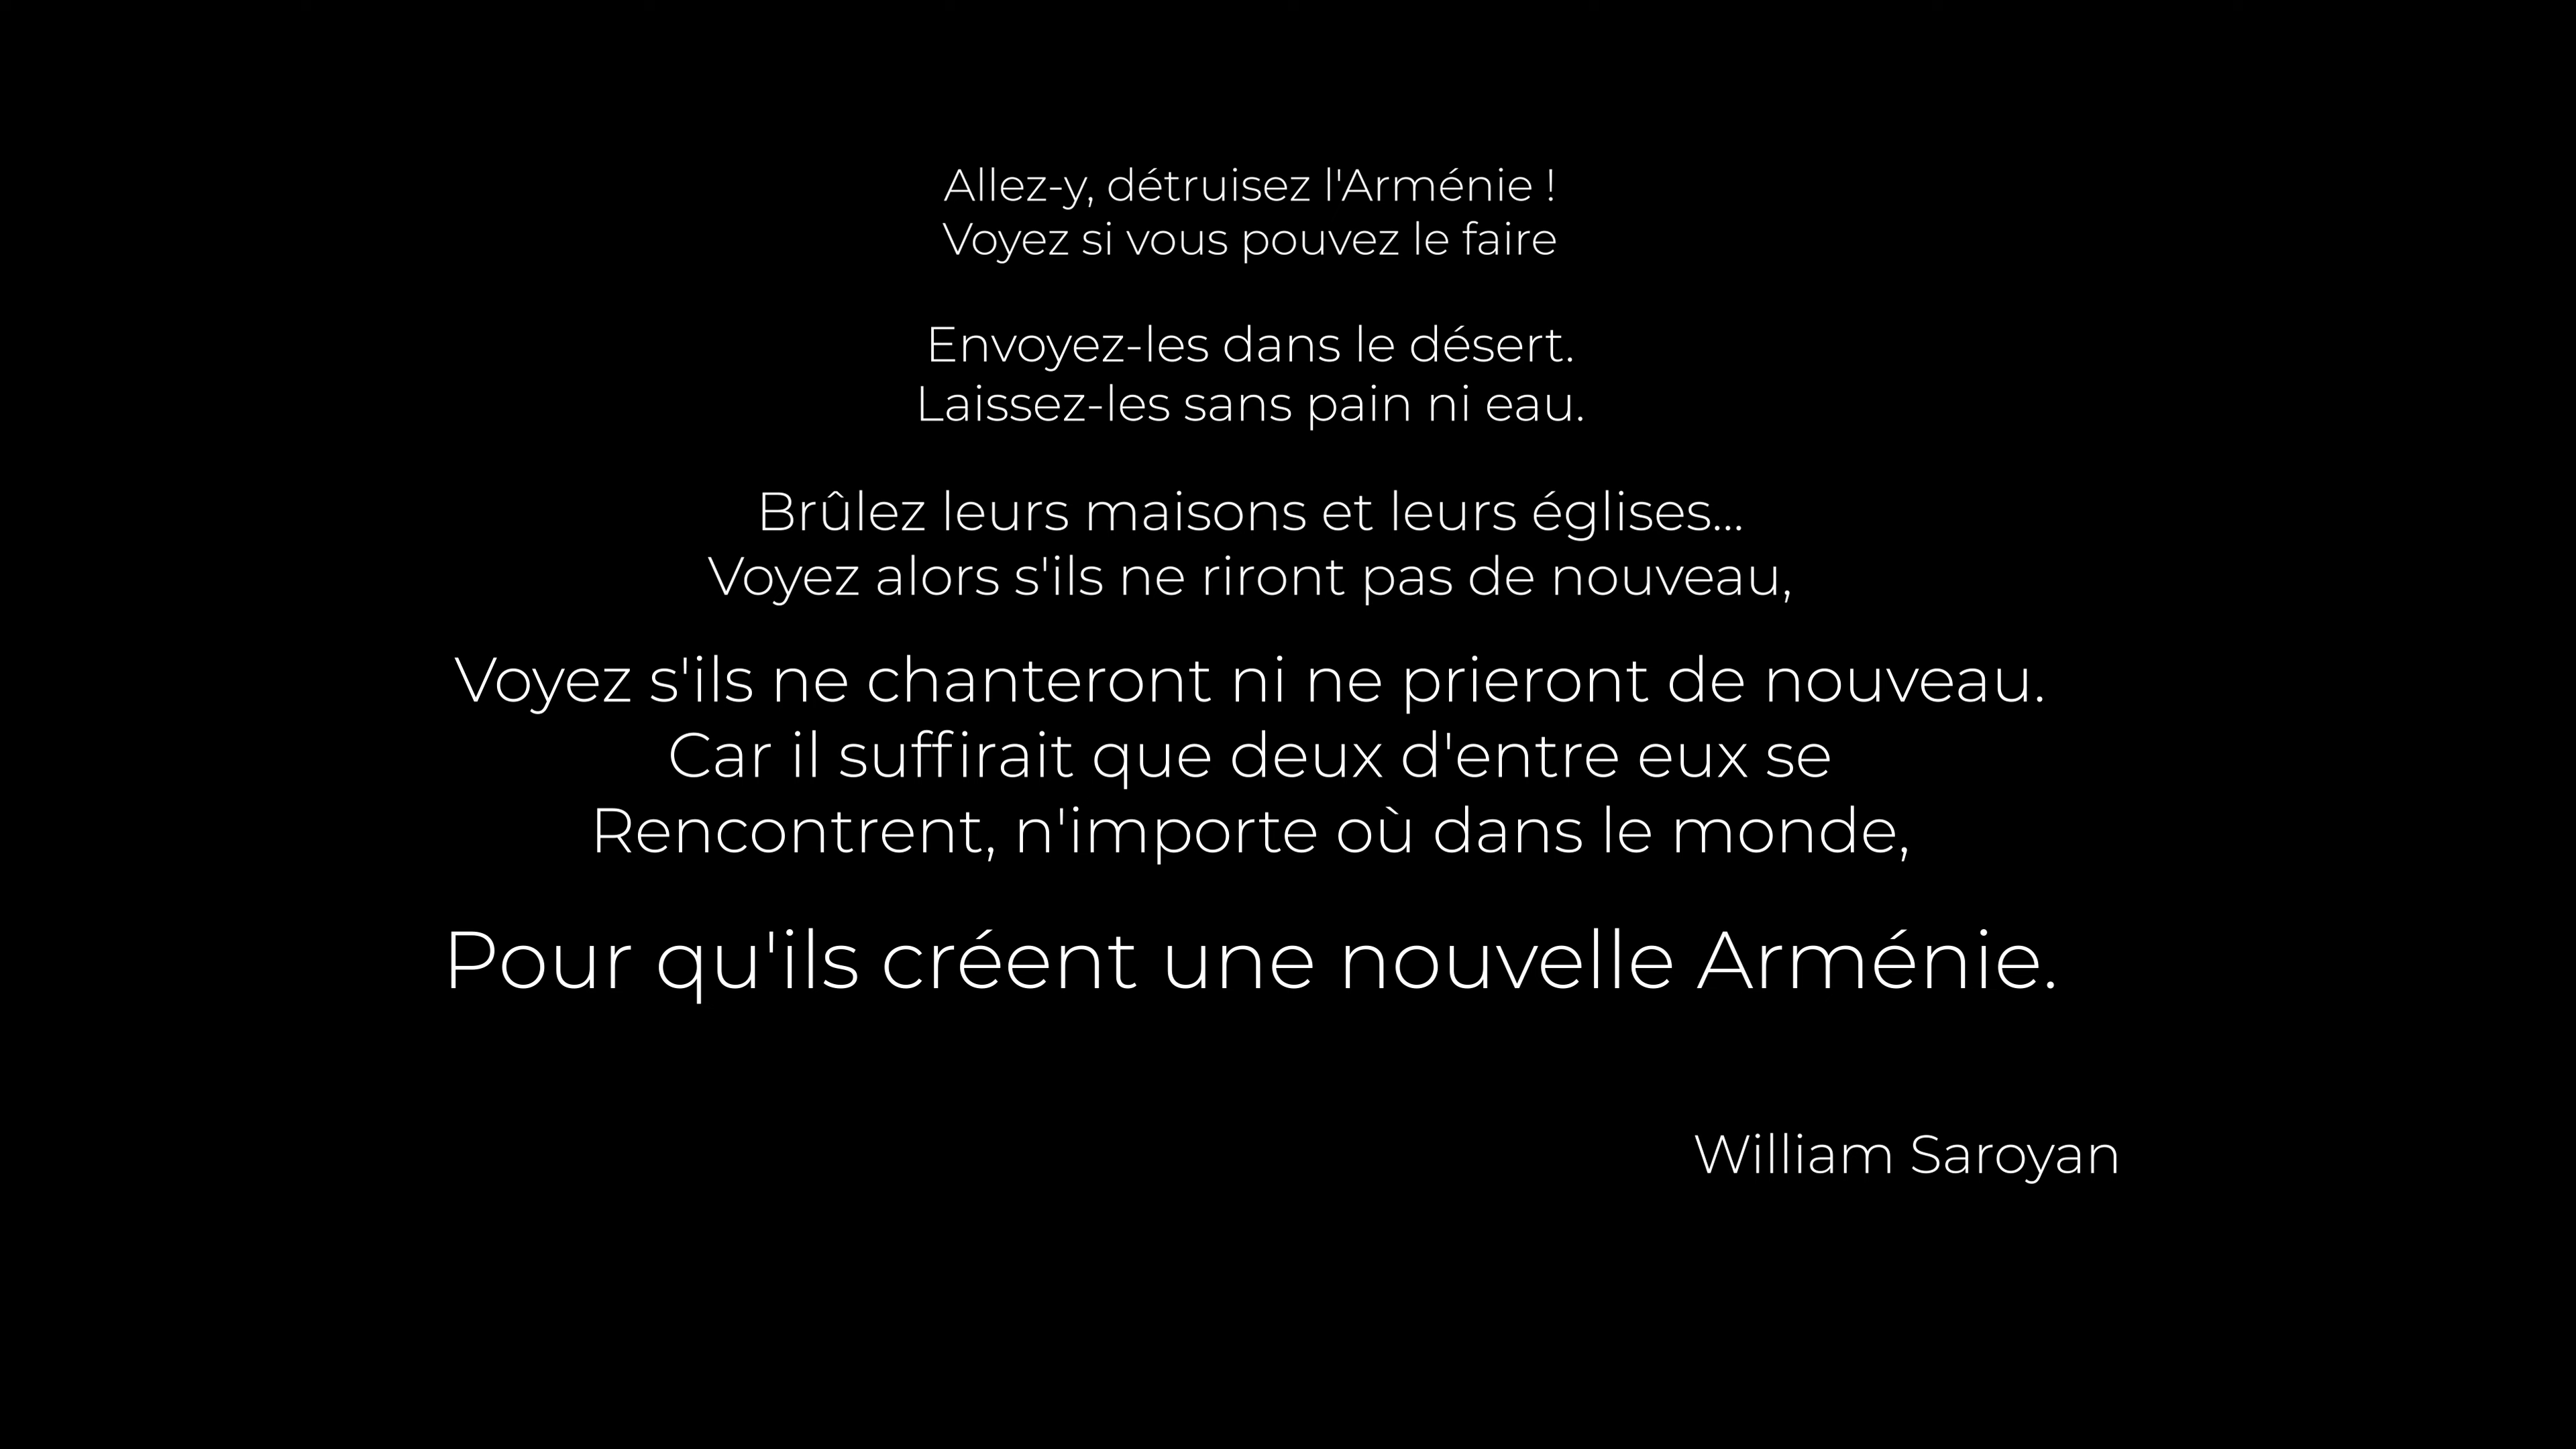 Allez-y, détruisez l'Arménie !
Voyez si vous pouvez le faire
Envoyez-les dans le désert.
Laissez-les sans pain ni eau.
Brûlez leurs maisons et leurs églises...
Voyez alors s'ils ne riront pas de nouveau,
Voyez s'ils ne chanteront ni ne prieront de nouveau.
Car il suffirait que deux d'entre eux se
Rencontrent, n'importe où dans le monde,
Pour qu'ils créent une nouvelle Arménie.
William Saroyan